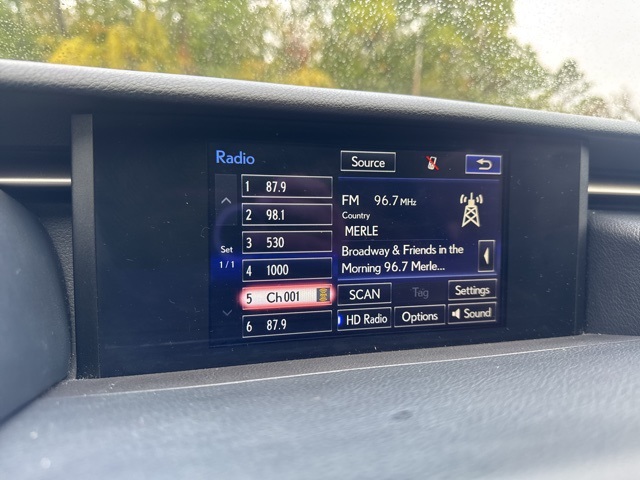 Radio
Source
1 87.9
2 98.1
3 530
4 1000
5 Ch 001
6 87.9
Set
1/1
FM 96.7 MHz
Country
MERLE
Broadway & Friends in the
Morning 96.7 Merle...
SCAN
Tag
Settings
HD Radio
Options
Sound